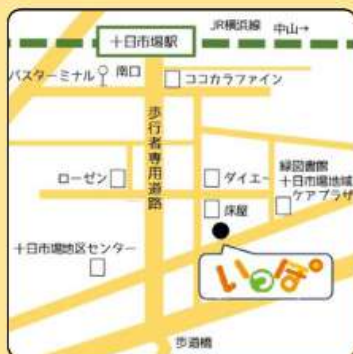 JR横浜線 中山→
十日市場駅
バスターミナル 南口
ココカラファイン
歩行者専用道路
ローゼン
ダイエー
緑図書館
十日市場地域
ケアプラザ
床屋
十日市場地区センター
いっぽ
歩道橋